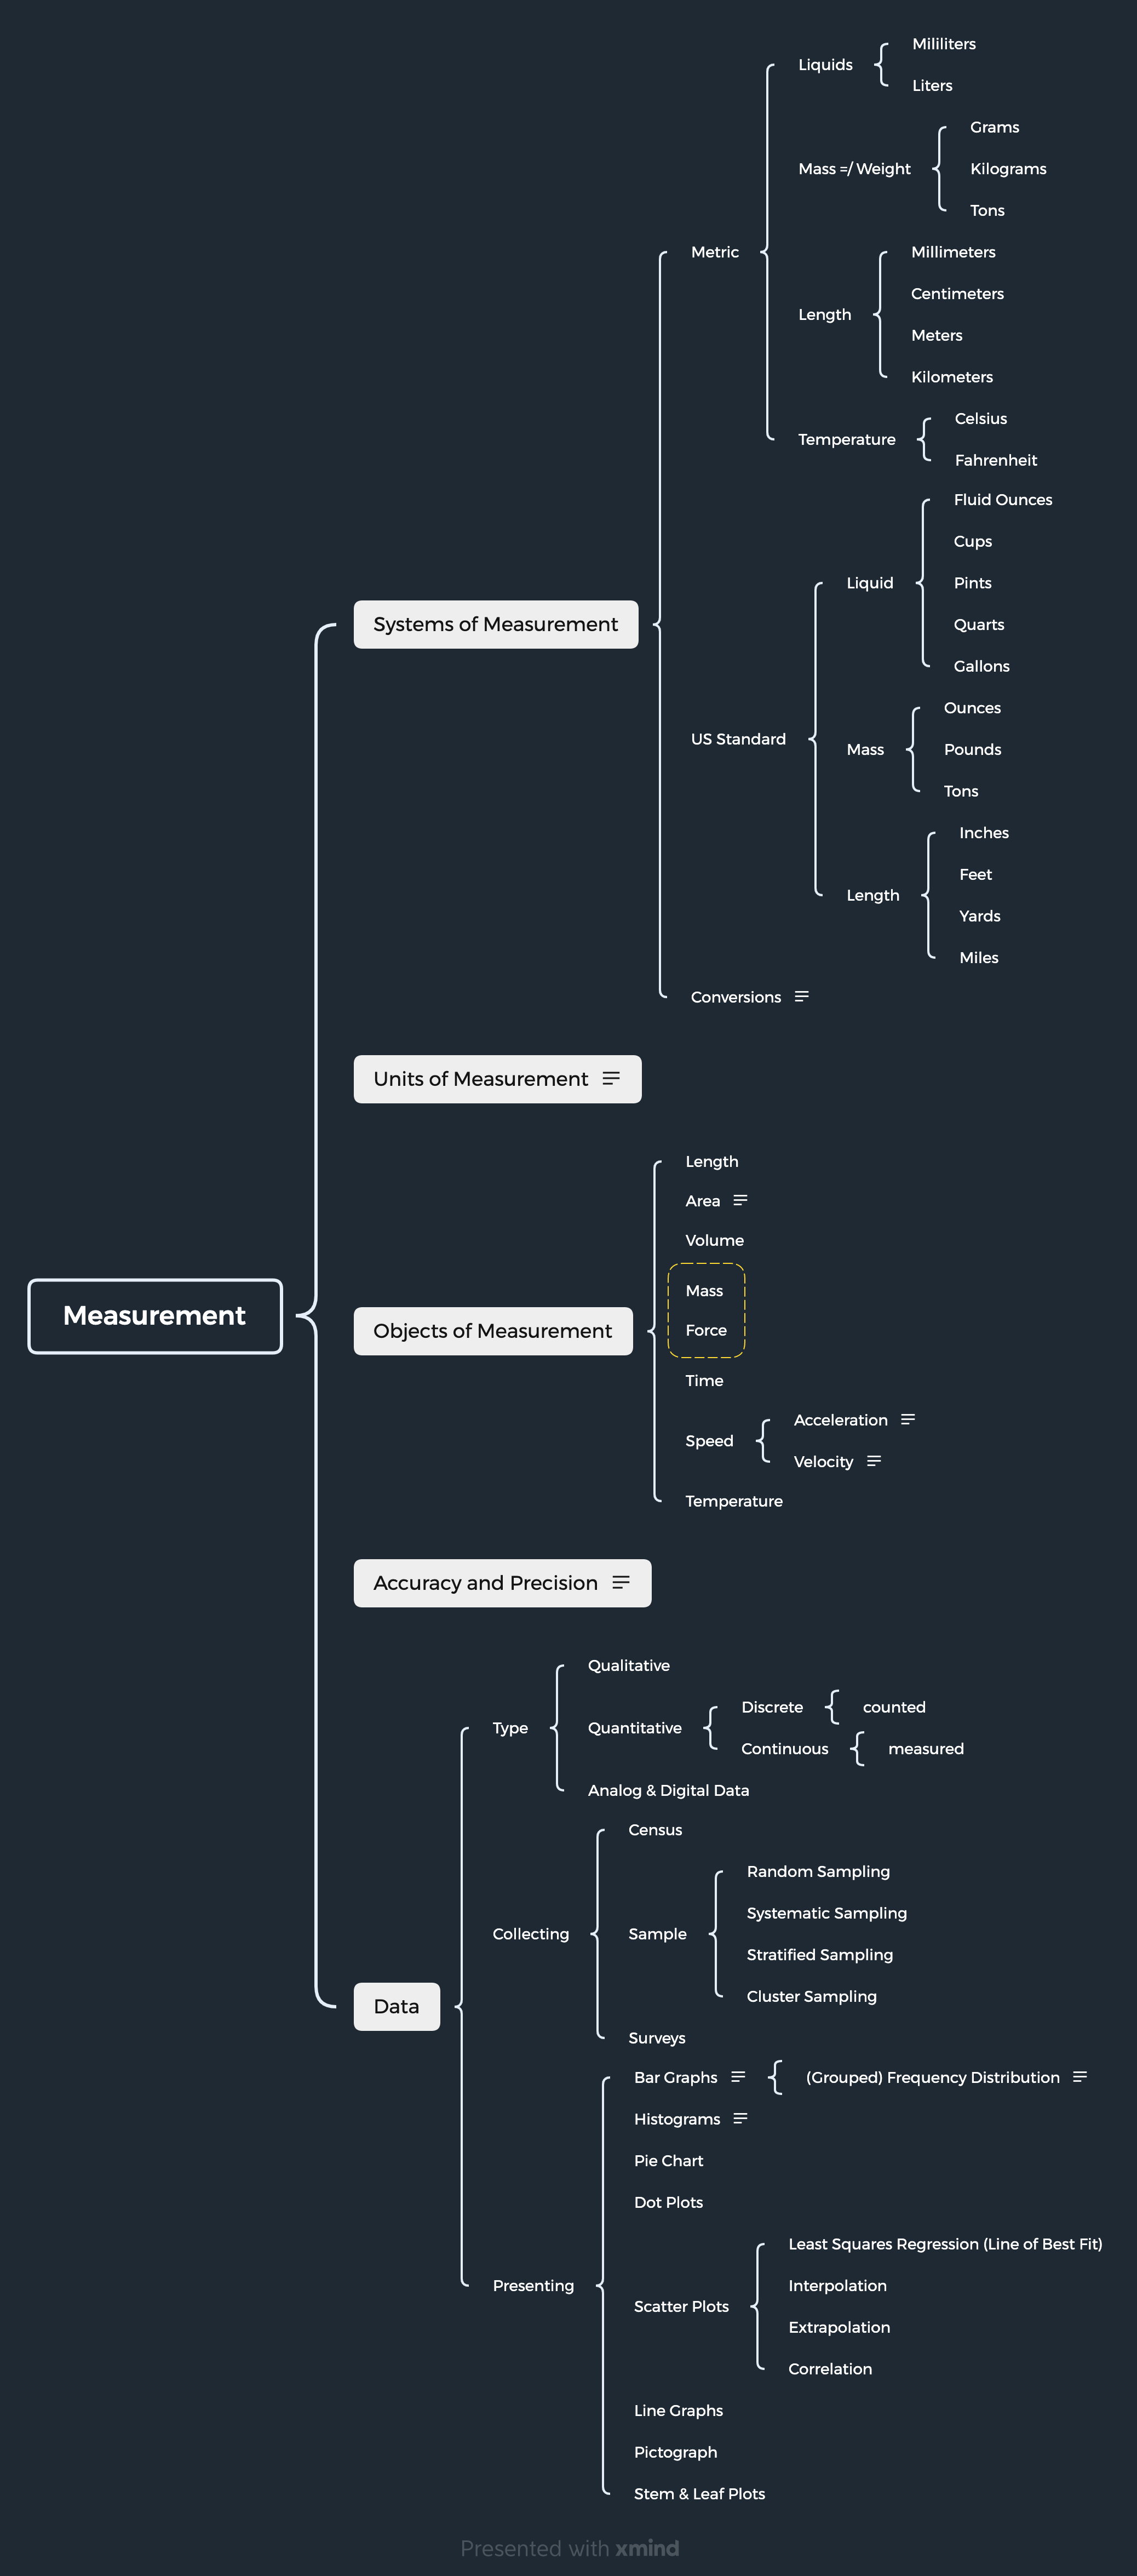 Measurement
Systems of Measurement
Metric
Liquids
Mililiters
Liters
Mass =/ Weight
Grams
Kilograms
Tons
Length
Millimeters
Centimeters
Meters
Kilometers
Temperature
Celsius
Fahrenheit
US Standard
Liquid
Fluid Ounces
Cups
Pints
Quarts
Gallons
Mass
Ounces
Pounds
Tons
Length
Inches
Feet
Yards
Miles
Conversions
Units of Measurement
Objects of Measurement
Length
Area
Volume
Mass
Force
Time
Speed
Acceleration
Velocity
Temperature
Accuracy and Precision
Data
Type
Qualitative
Quantitative
Discrete
counted
Continuous
measured
Analog & Digital Data
Collecting
Census
Sample
Random Sampling
Systematic Sampling
Stratified Sampling
Cluster Sampling
Surveys
Presenting
Bar Graphs
(Grouped) Frequency Distribution
Histograms
Pie Chart
Dot Plots
Scatter Plots
Least Squares Regression (Line of Best Fit)
Interpolation
Extrapolation
Correlation
Line Graphs
Pictograph
Stem & Leaf Plots
Presented with xmind